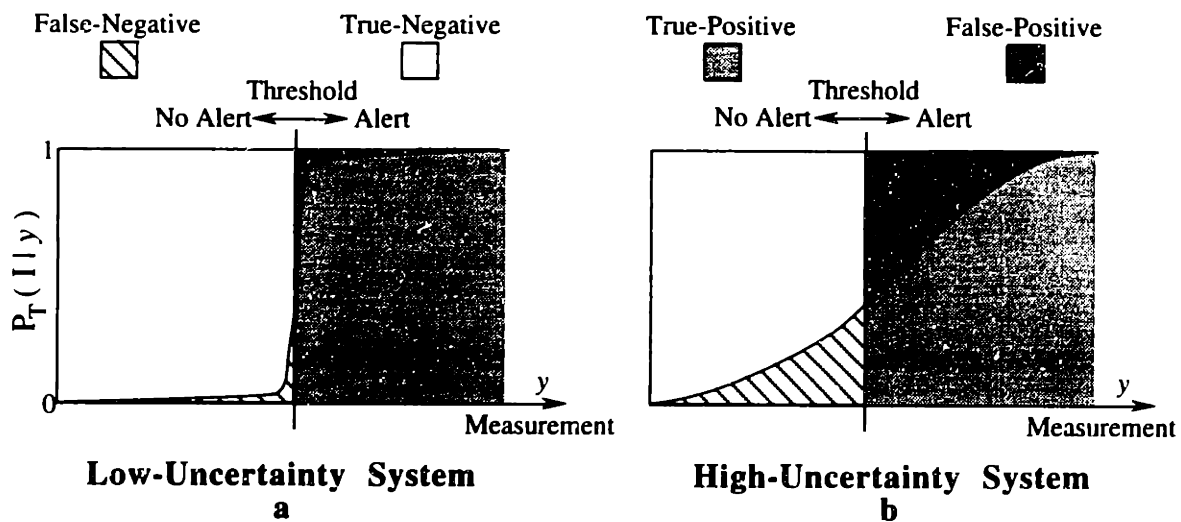 False-Negative True-Negative True-Positive False-Positive
Threshold Threshold
No Alert Alert No Alert Alert
1
P_T ( I | y )
0
y y
Measurement Measurement
Low-Uncertainty System High-Uncertainty System
a b